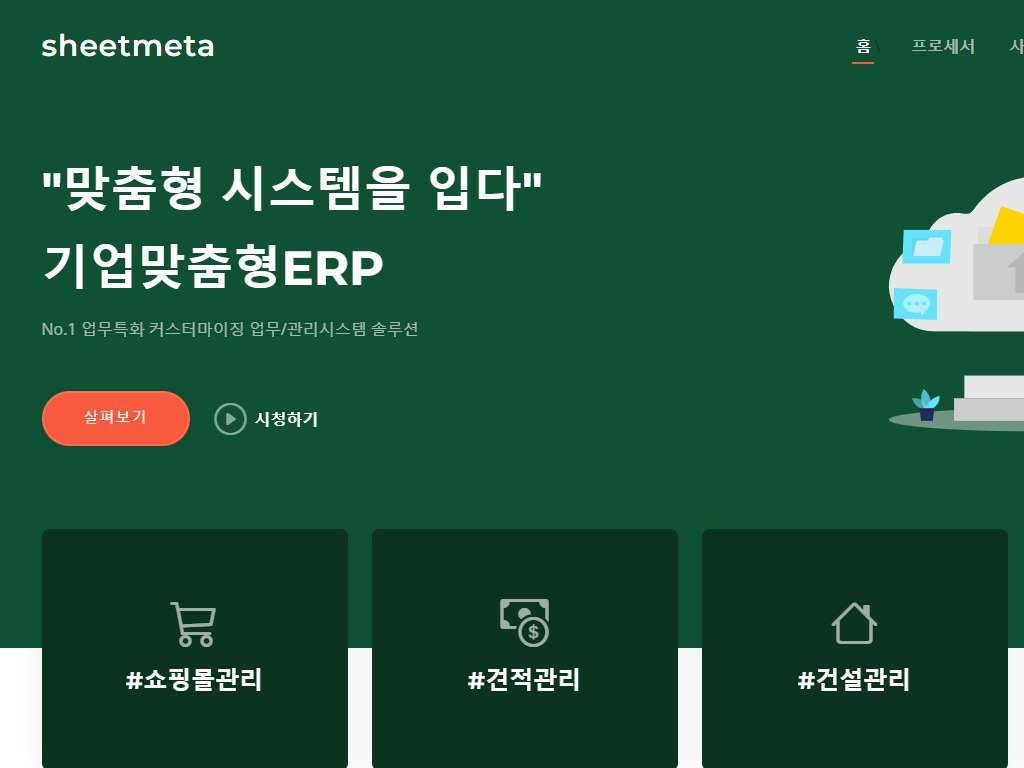 sheetmeta
홈 \ 프로세서 사
"맞춤형 시스템을 입다"
기업맞춤형ERP
No.1 업무특화 커스터마이징 업무/관리시스템 솔루션
살펴보기 시청하기
#쇼핑몰관리 #견적관리 #건설관리